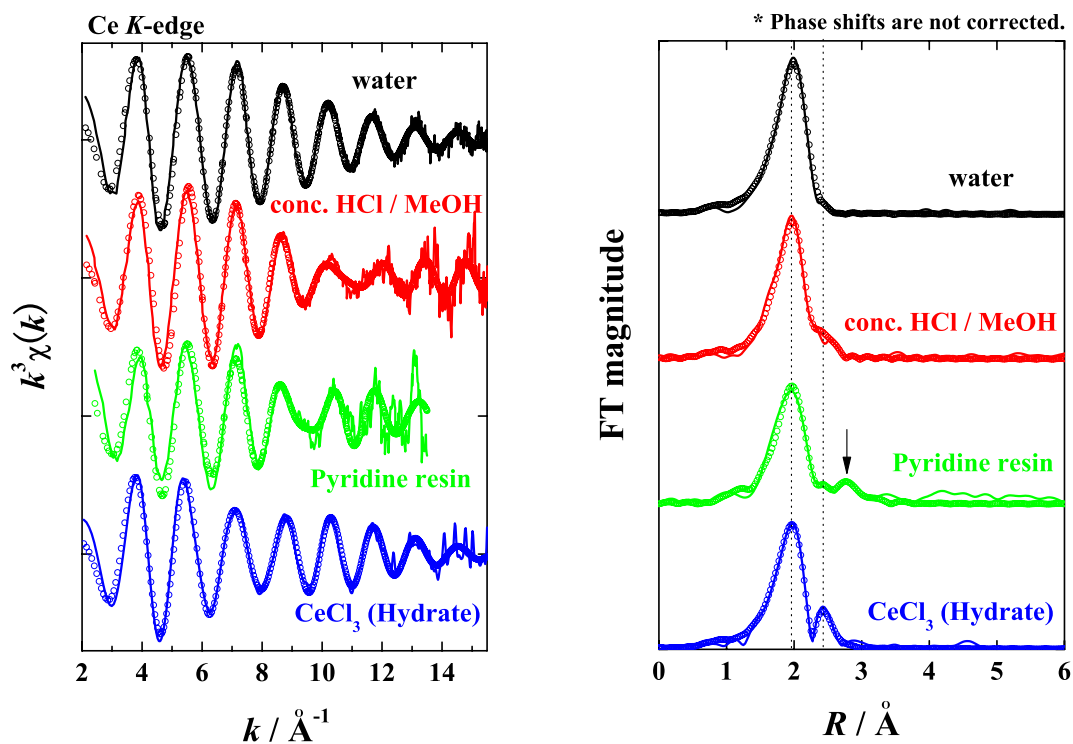 Ce K-edge
water
conc. HCl / MeOH
Pyridine resin
CeCl₃ (Hydrate)
k³χ(k)
2 4 6 8 10 12 14
k / Å⁻¹
* Phase shifts are not corrected.
water
conc. HCl / MeOH
Pyridine resin
CeCl₃ (Hydrate)
FT magnitude
0 1 2 3 4 5 6
R / Å